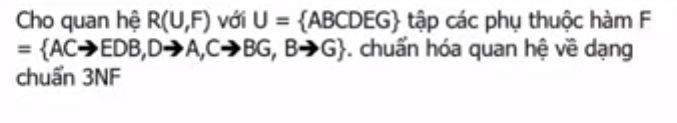 Cho quan hệ R(U,F) với U = {ABCDEG} tập các phụ thuộc hàm F
= {AC➔EDB,D➔A,C➔BG, B➔G}. chuẩn hóa quan hệ về dạng
chuẩn 3NF